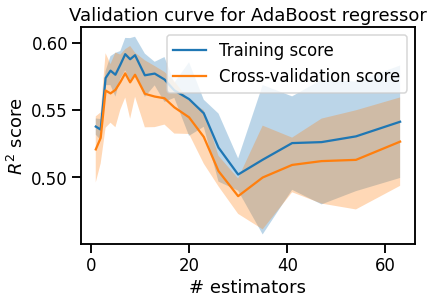 Validation curve for AdaBoost regressor
Training score
Cross-validation score
0.60
0.55
0.50
R² score
0 20 40 60
# estimators